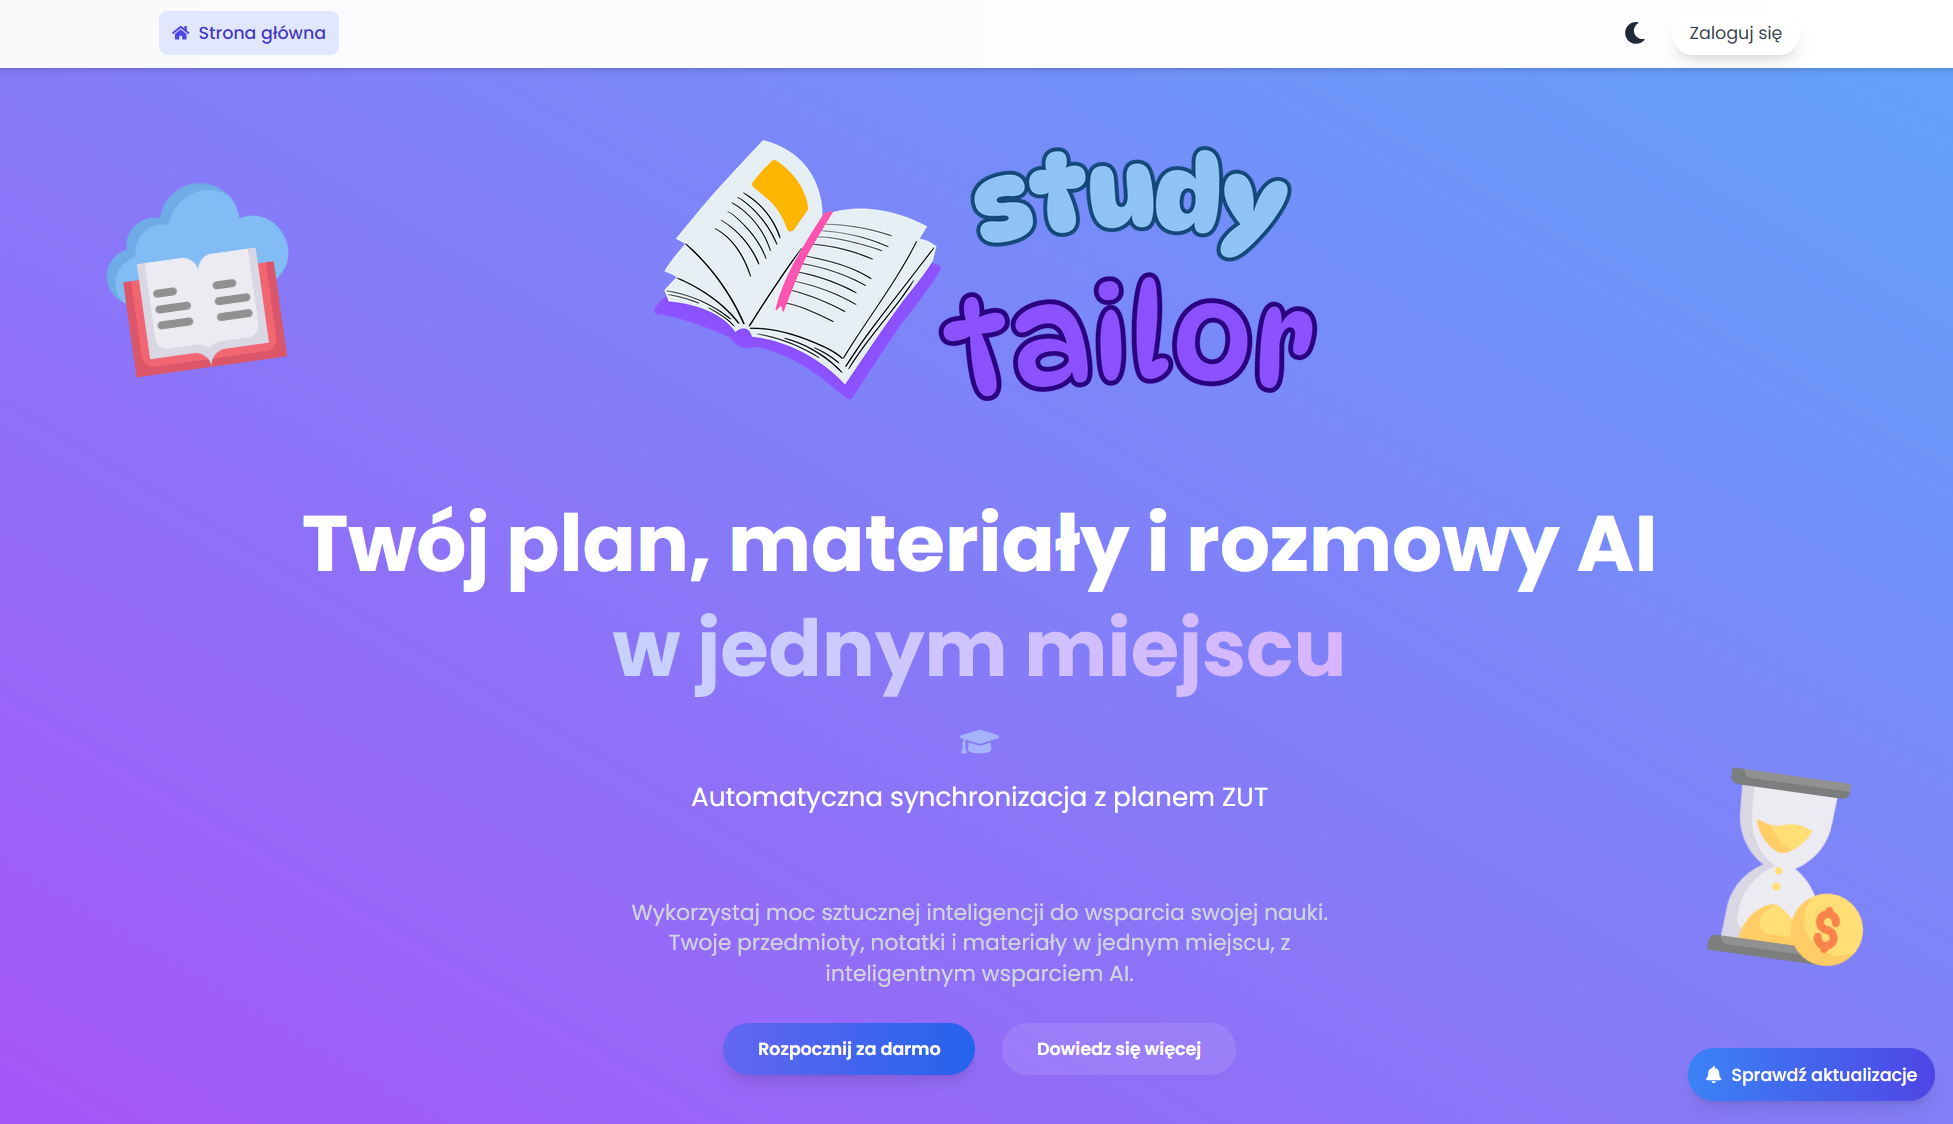 Strona główna
Zaloguj się
study
tailor
Twój plan, materiały i rozmowy AI
w jednym miejscu
Automatyczna synchronizacja z planem ZUT
Wykorzystaj moc sztucznej inteligencji do wsparcia swojej nauki.
Twoje przedmioty, notatki i materiały w jednym miejscu, z
inteligentnym wsparciem AI.
$
Rozpocznij za darmo
Dowiedz się więcej
Sprawdź aktualizacje